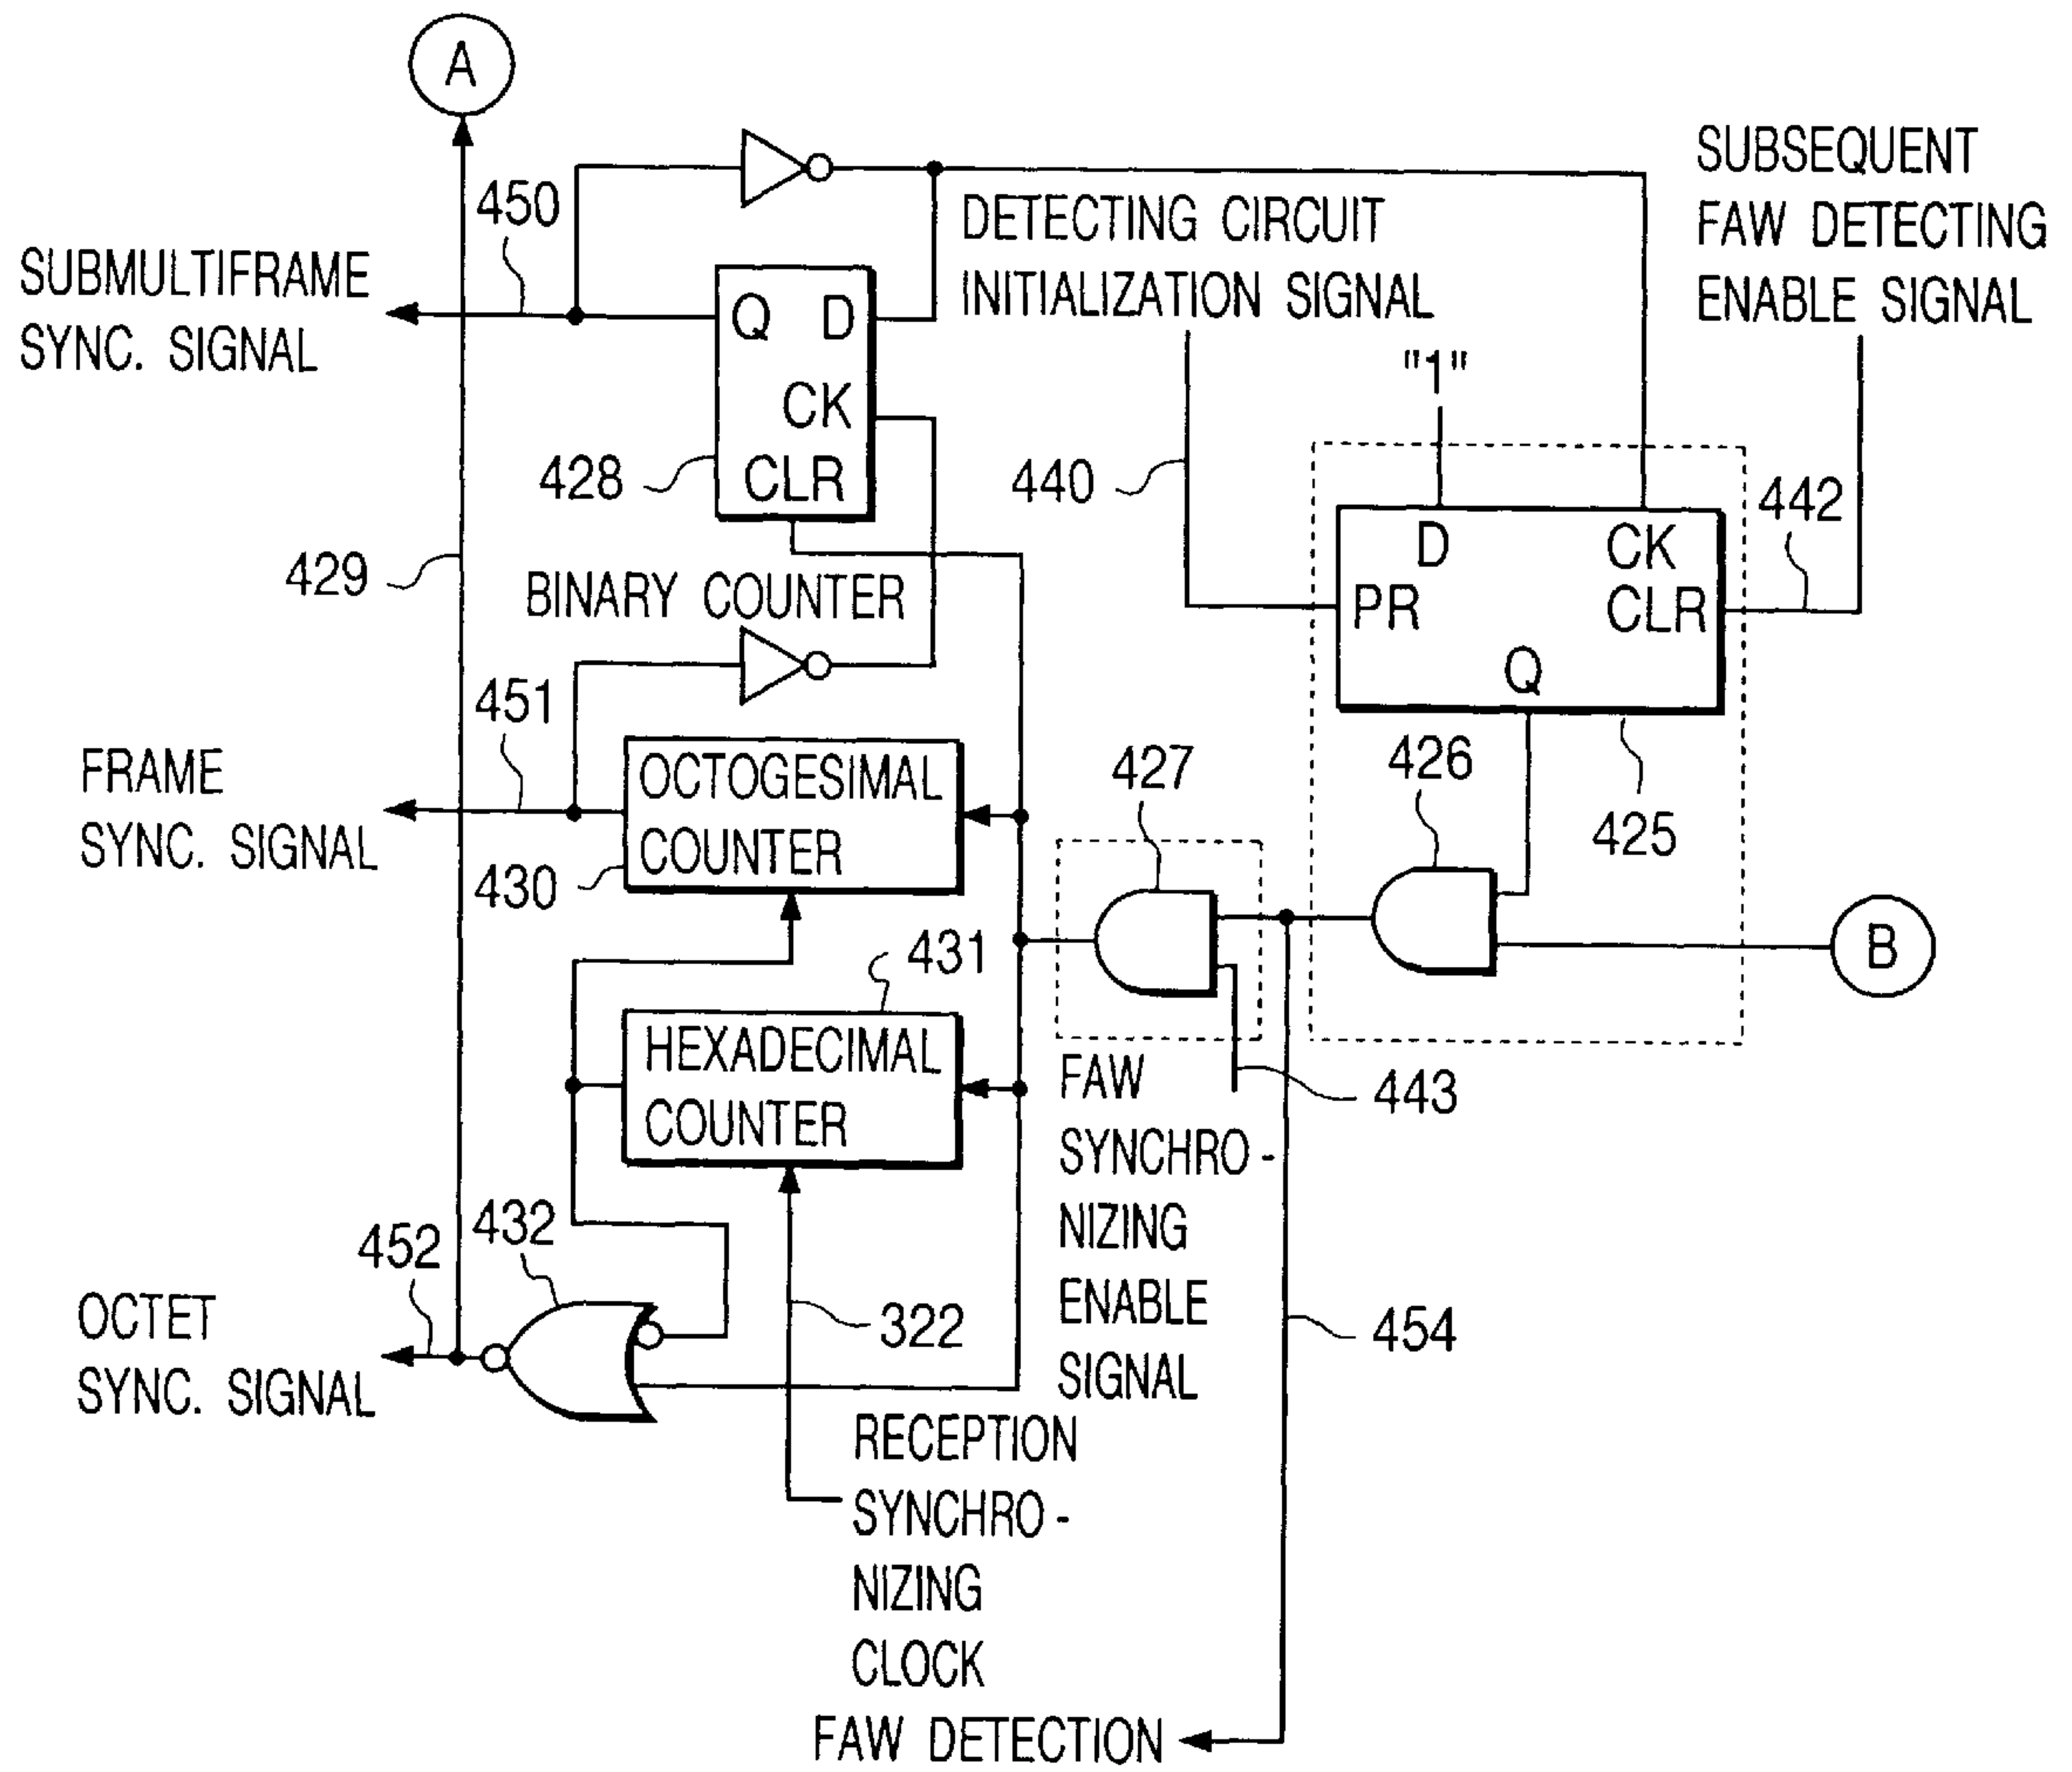 A
450
SUBMULTIFRAME
SYNC. SIGNAL
DETECTING CIRCUIT
INITIALIZATION SIGNAL
SUBSEQUENT
FAW DETECTING
ENABLE SIGNAL
Q D
CK
CLR
428
"1"
440
442
D CK
PR CLR
Q
429
BINARY COUNTER
451
FRAME
SYNC. SIGNAL
OCTOGESIMAL
COUNTER
430
427
426
425
B
431
HEXADECIMAL
COUNTER
FAW
SYNCHRO-
NIZING
ENABLE
SIGNAL
443
432
452
OCTET
SYNC. SIGNAL
322
454
RECEPTION
SYNCHRO-
NIZING
CLOCK
FAW DETECTION